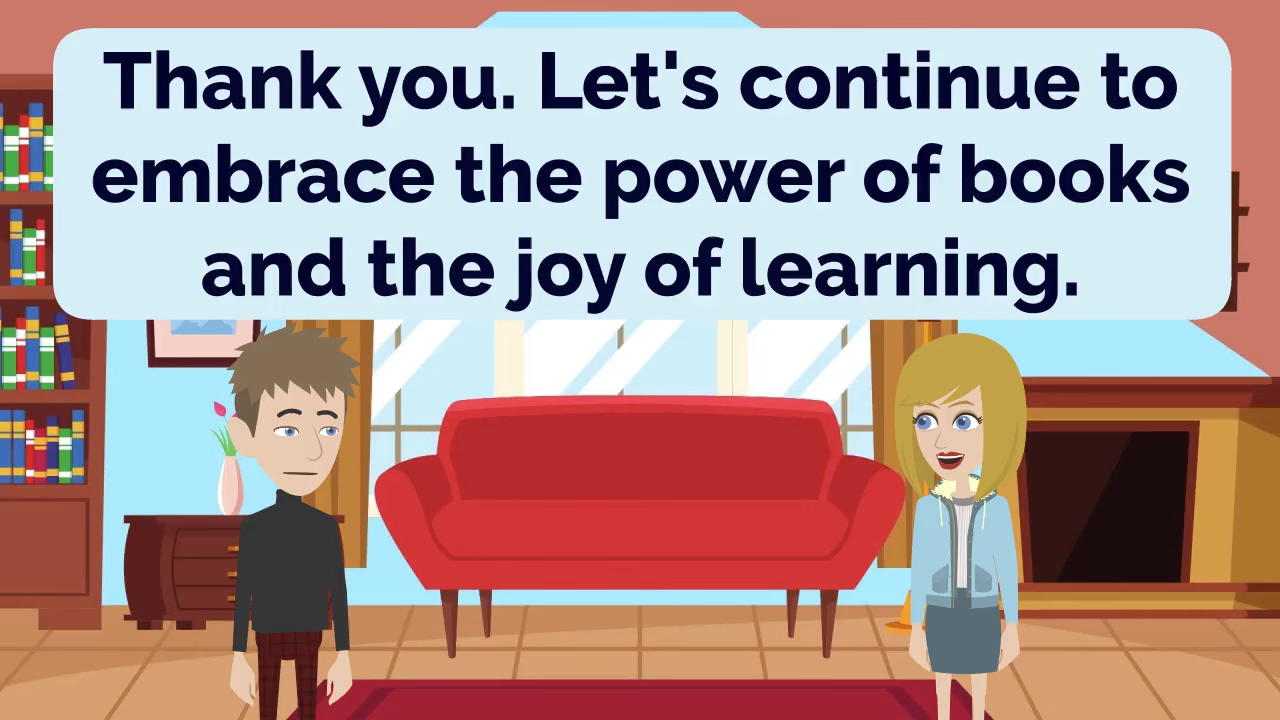 Thank you. Let's continue to
embrace the power of books
and the joy of learning.